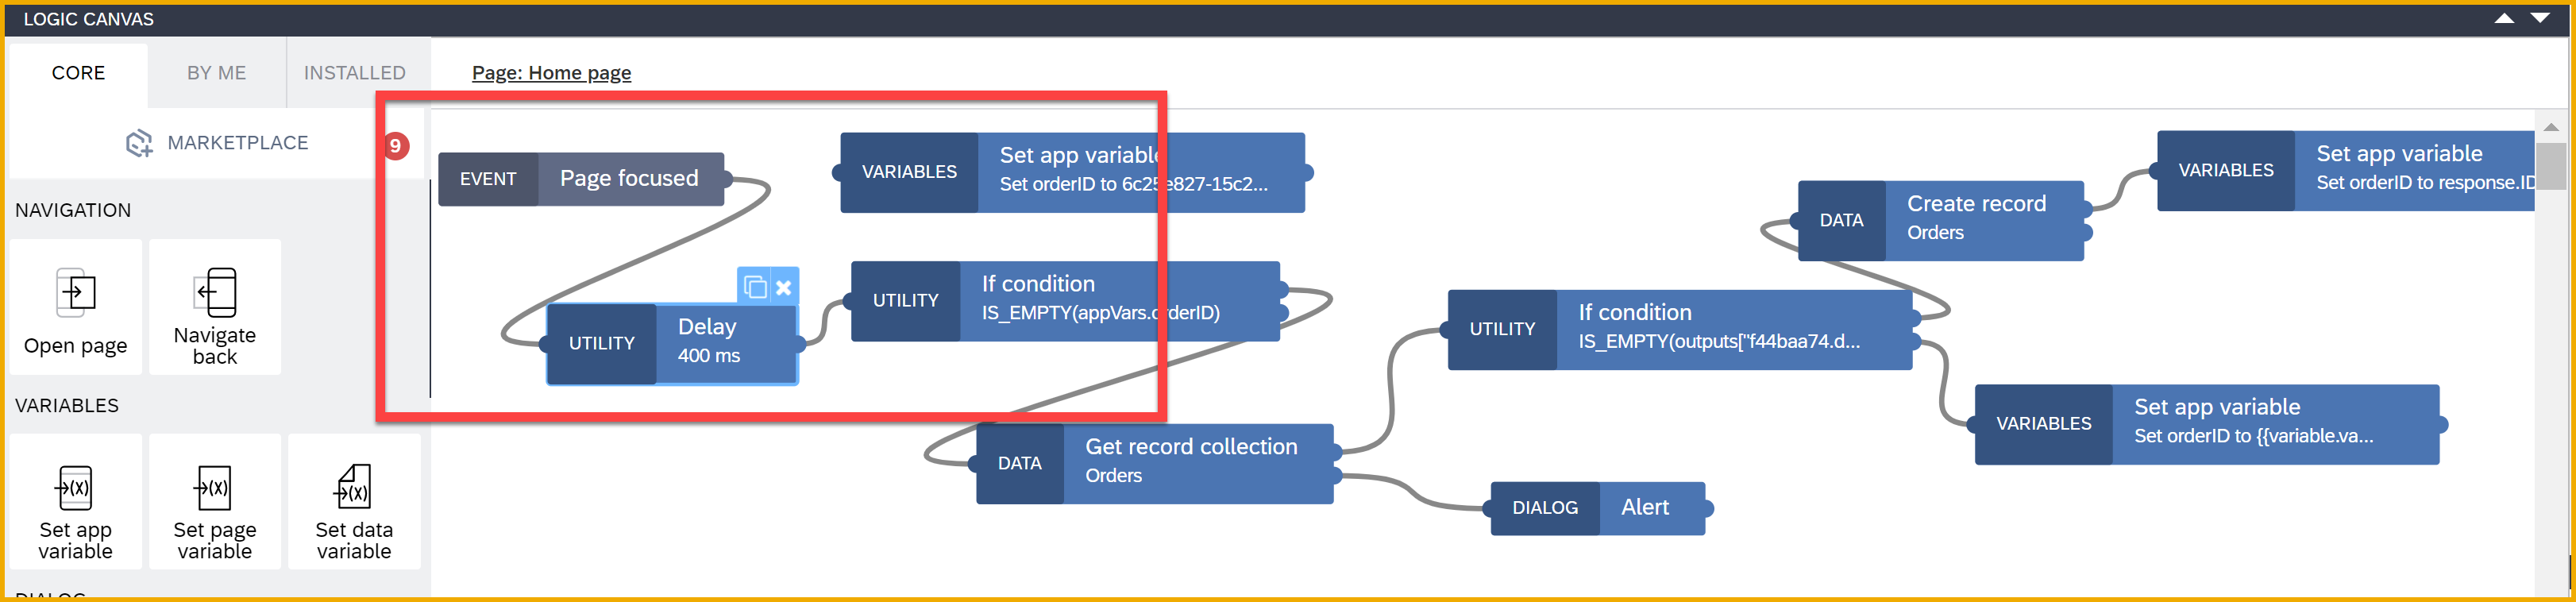 LOGIC CANVAS
CORE
BY ME
INSTALLED
MARKETPLACE
9
NAVIGATION
Open page
Navigate
back
VARIABLES
Set app
variable
Set page
variable
Set data
variable
Page: Home page
EVENT
Page focused
VARIABLES
Set app variable
Set orderID to 6c25e827-15c2...
UTILITY
Delay
400 ms
UTILITY
If condition
IS_EMPTY(appVars.orderID)
DATA
Get record collection
Orders
UTILITY
If condition
IS_EMPTY(outputs["f44baa74.d...
DIALOG
Alert
DATA
Create record
Orders
VARIABLES
Set app variable
Set orderID to response.ID
VARIABLES
Set app variable
Set orderID to {{variable.va...